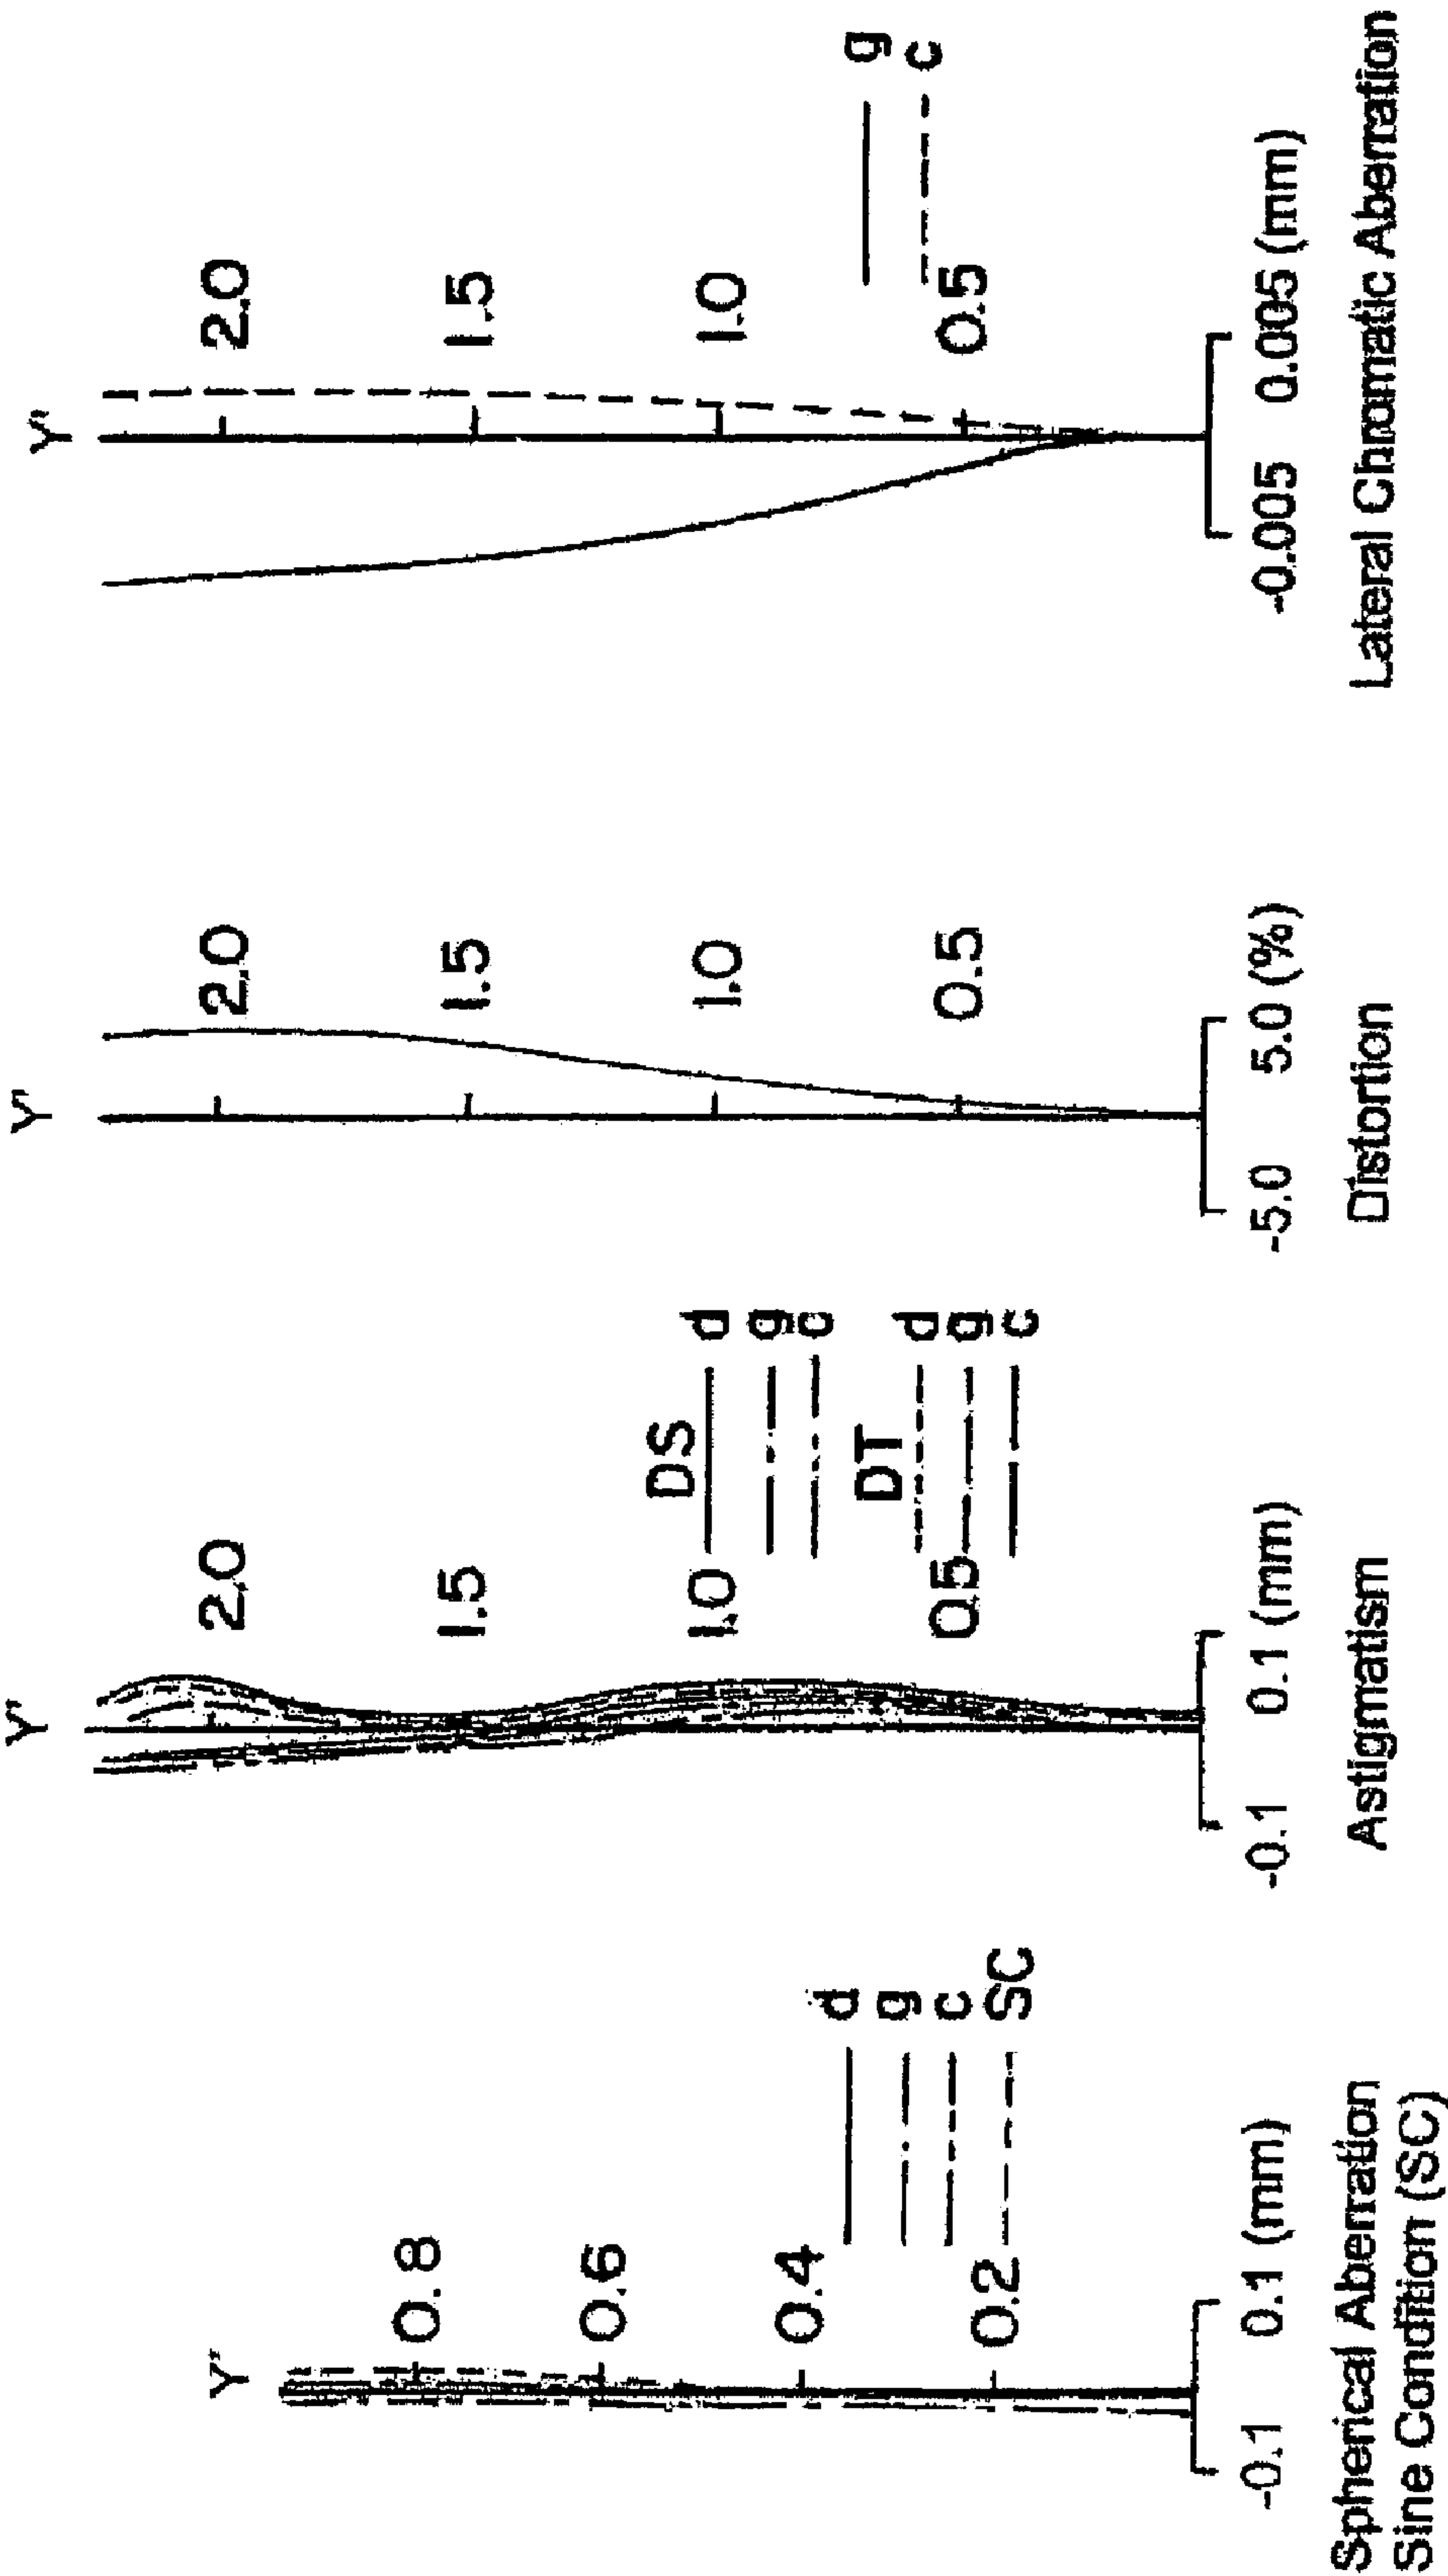 Y'
0.8
0.6
0.4
0.2
d
g
c
SC
-0.1 0.1 (mm)
Spherical Aberration
Sine Condition (SC)
Y'
2.0
1.5
1.0
0.5
DS
d
g
c
DT
d
g
c
-0.1 0.1 (mm)
Astigmatism
Y'
2.0
1.5
1.0
0.5
-5.0 5.0 (%)
Distortion
Y'
2.0
1.5
1.0
0.5
g
c
-0.005 0.005 (mm)
Lateral Chromatic Aberration